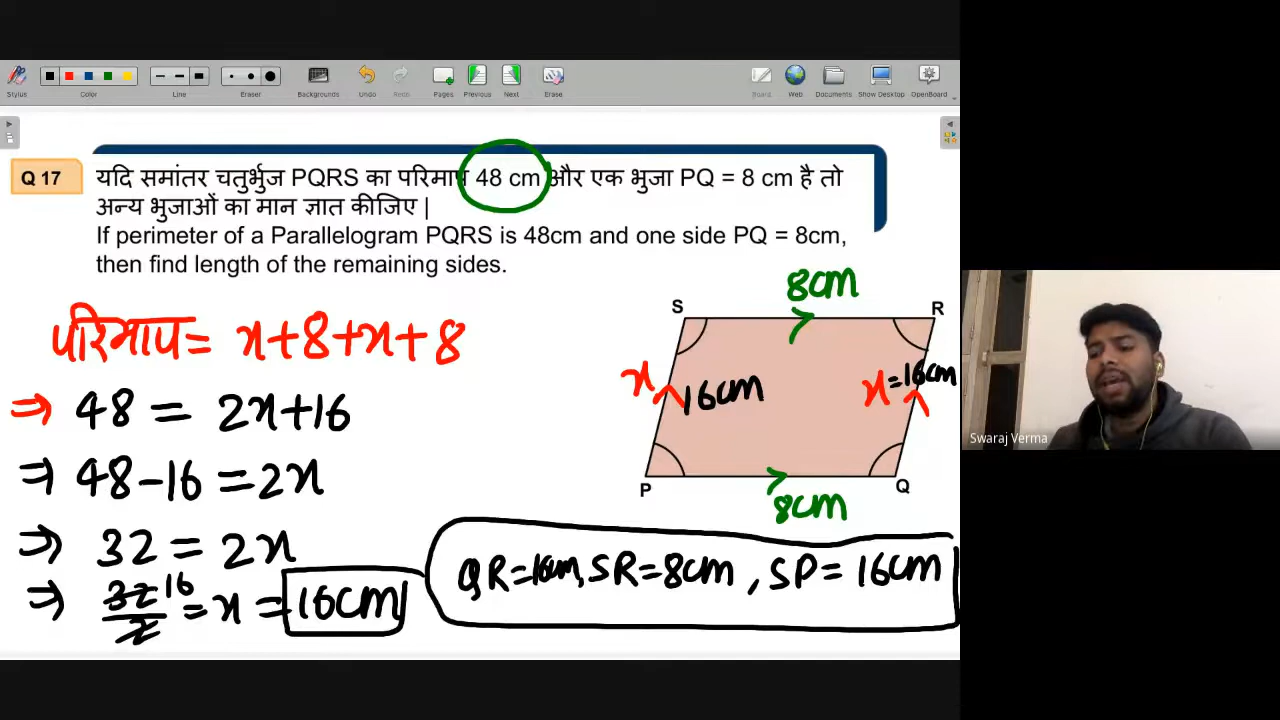 Stylus Color Line Eraser Backgrounds Undo Redo Pages Previous Next Erase Board Web Documents Show Desktop OpenBoard
Q 17
यदि समांतर चतुर्भुज PQRS का परिमाप 48 cm और एक भुजा PQ = 8 cm है तो
अन्य भुजाओं का मान ज्ञात कीजिए |
If perimeter of a Parallelogram PQRS is 48cm and one side PQ = 8cm,
then find length of the remaining sides.
परिमाप = x+8+x+8
⇒ 48 = 2x+16
⇒ 48-16 = 2x
⇒ 32 = 2x
⇒ 32/2 16 = x = 16cm
8cm
S R
x 16cm x=16cm
P Q
8cm
QR=16cm, SR=8cm, SP=16cm
Swaraj Verma